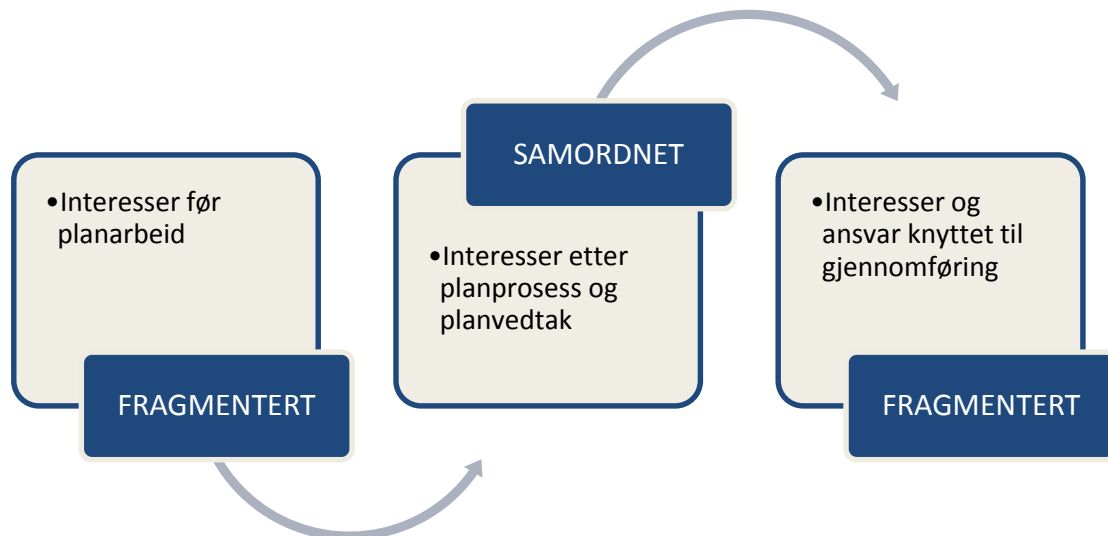 •Interesser før
planarbeid
FRAGMENTERT
SAMORDNET
•Interesser etter
planprosess og
planvedtak
•Interesser og
ansvar knyttet til
gjennomføring
FRAGMENTERT